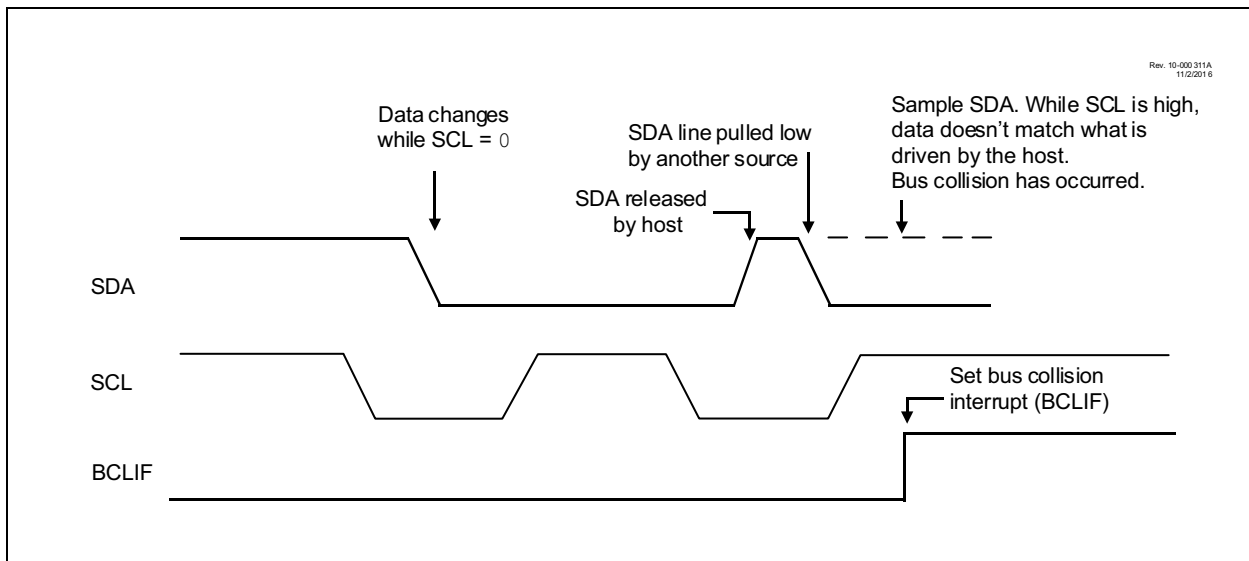 Rev. 10-000311A
11/2/2016
Data changes
while SCL = 0
SDA line pulled low
by another source
Sample SDA. While SCL is high,
data doesn't match what is
driven by the host.
Bus collision has occurred.
SDA released
by host
SDA
SCL
Set bus collision
interrupt (BCLIF)
BCLIF